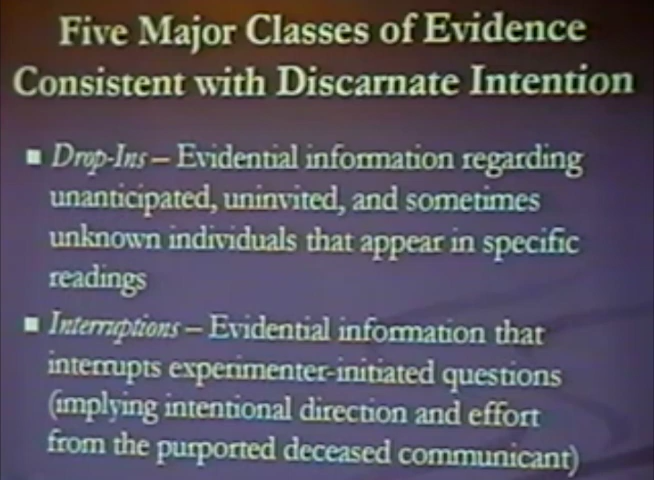 Five Major Classes of Evidence
Consistent with Discarnate Intention
■ Drop-Ins – Evidential information regarding
unanticipated, uninvited, and sometimes
unknown individuals that appear in specific
readings
■ Interruptions – Evidential information that
interrupts experimenter-initiated questions
(implying intentional direction and effort
from the purported deceased communicant)